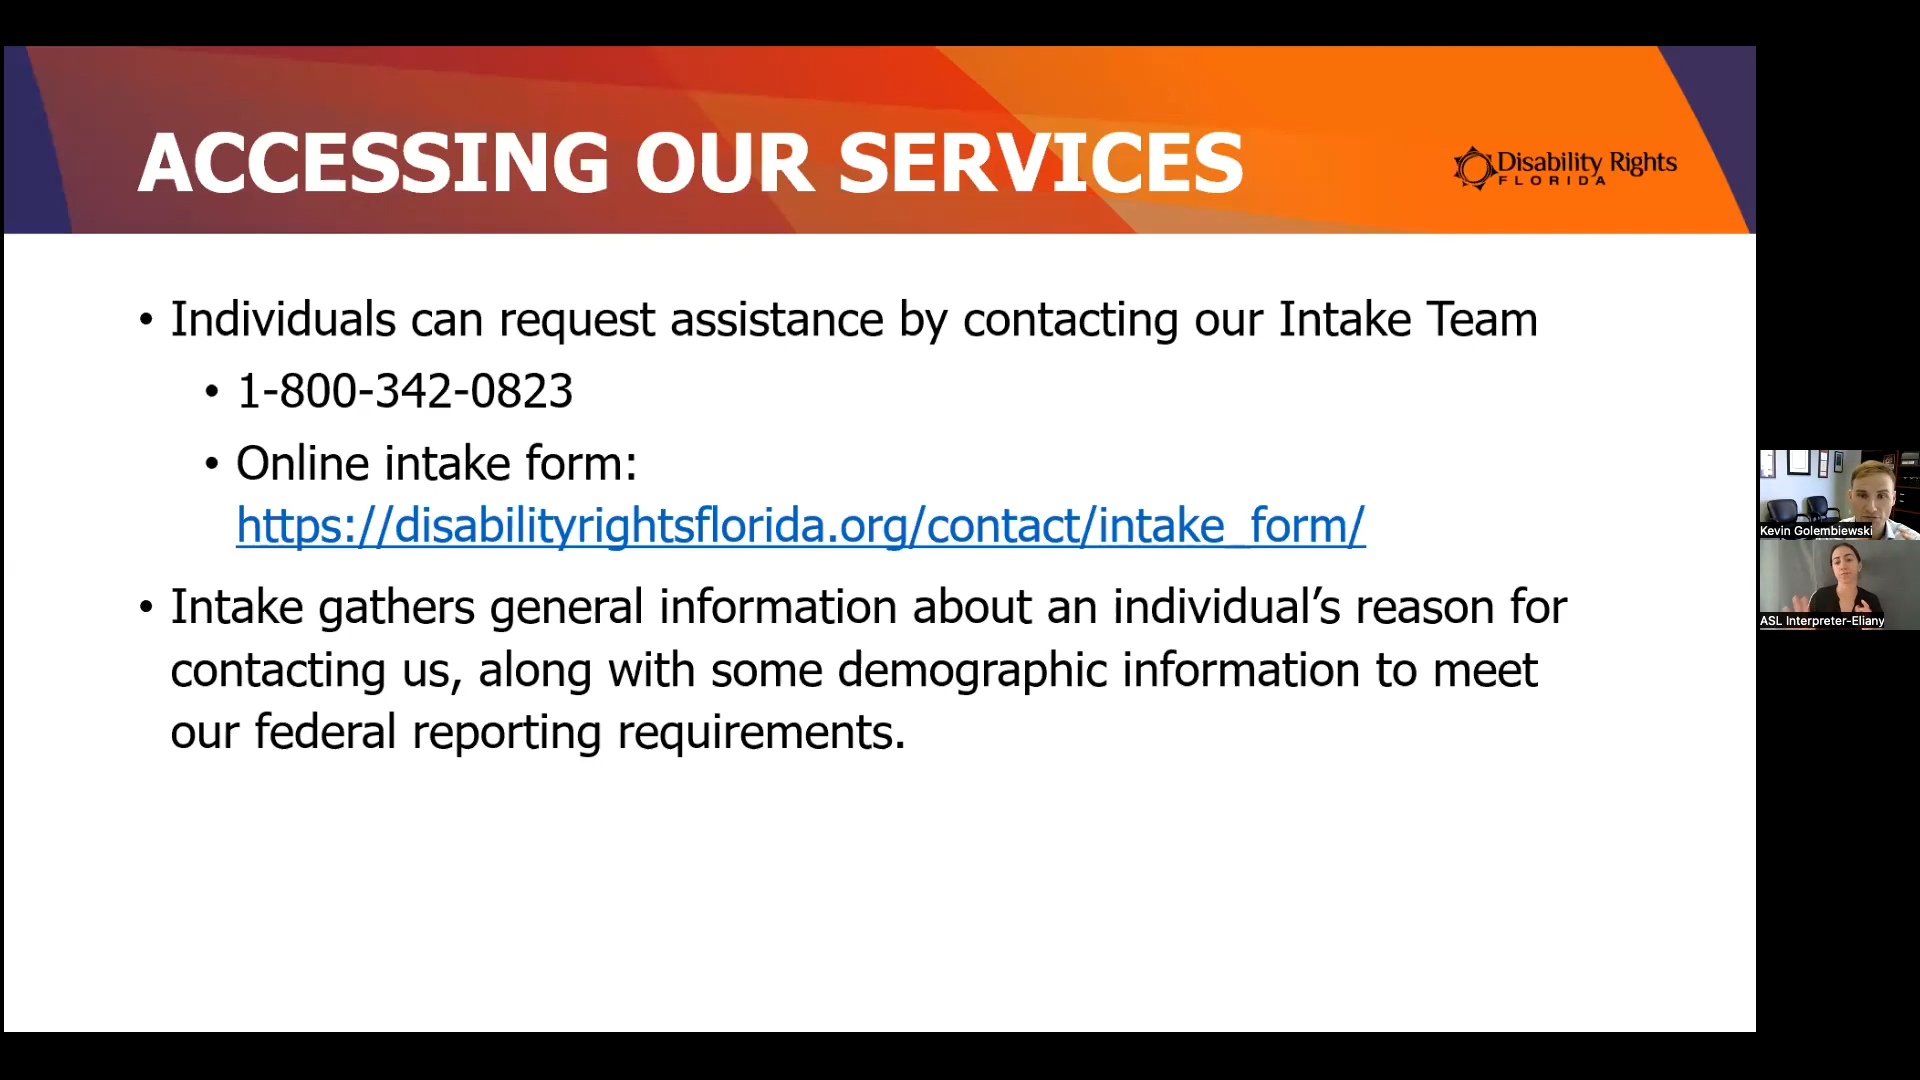 ACCESSING OUR SERVICES
Disability Rights
FLORIDA
• Individuals can request assistance by contacting our Intake Team
• 1-800-342-0823
• Online intake form:
https://disabilityrightsflorida.org/contact/intake_form/
• Intake gathers general information about an individual’s reason for
contacting us, along with some demographic information to meet
our federal reporting requirements.
Kevin Golembiewski
ASL Interpreter-Eliany